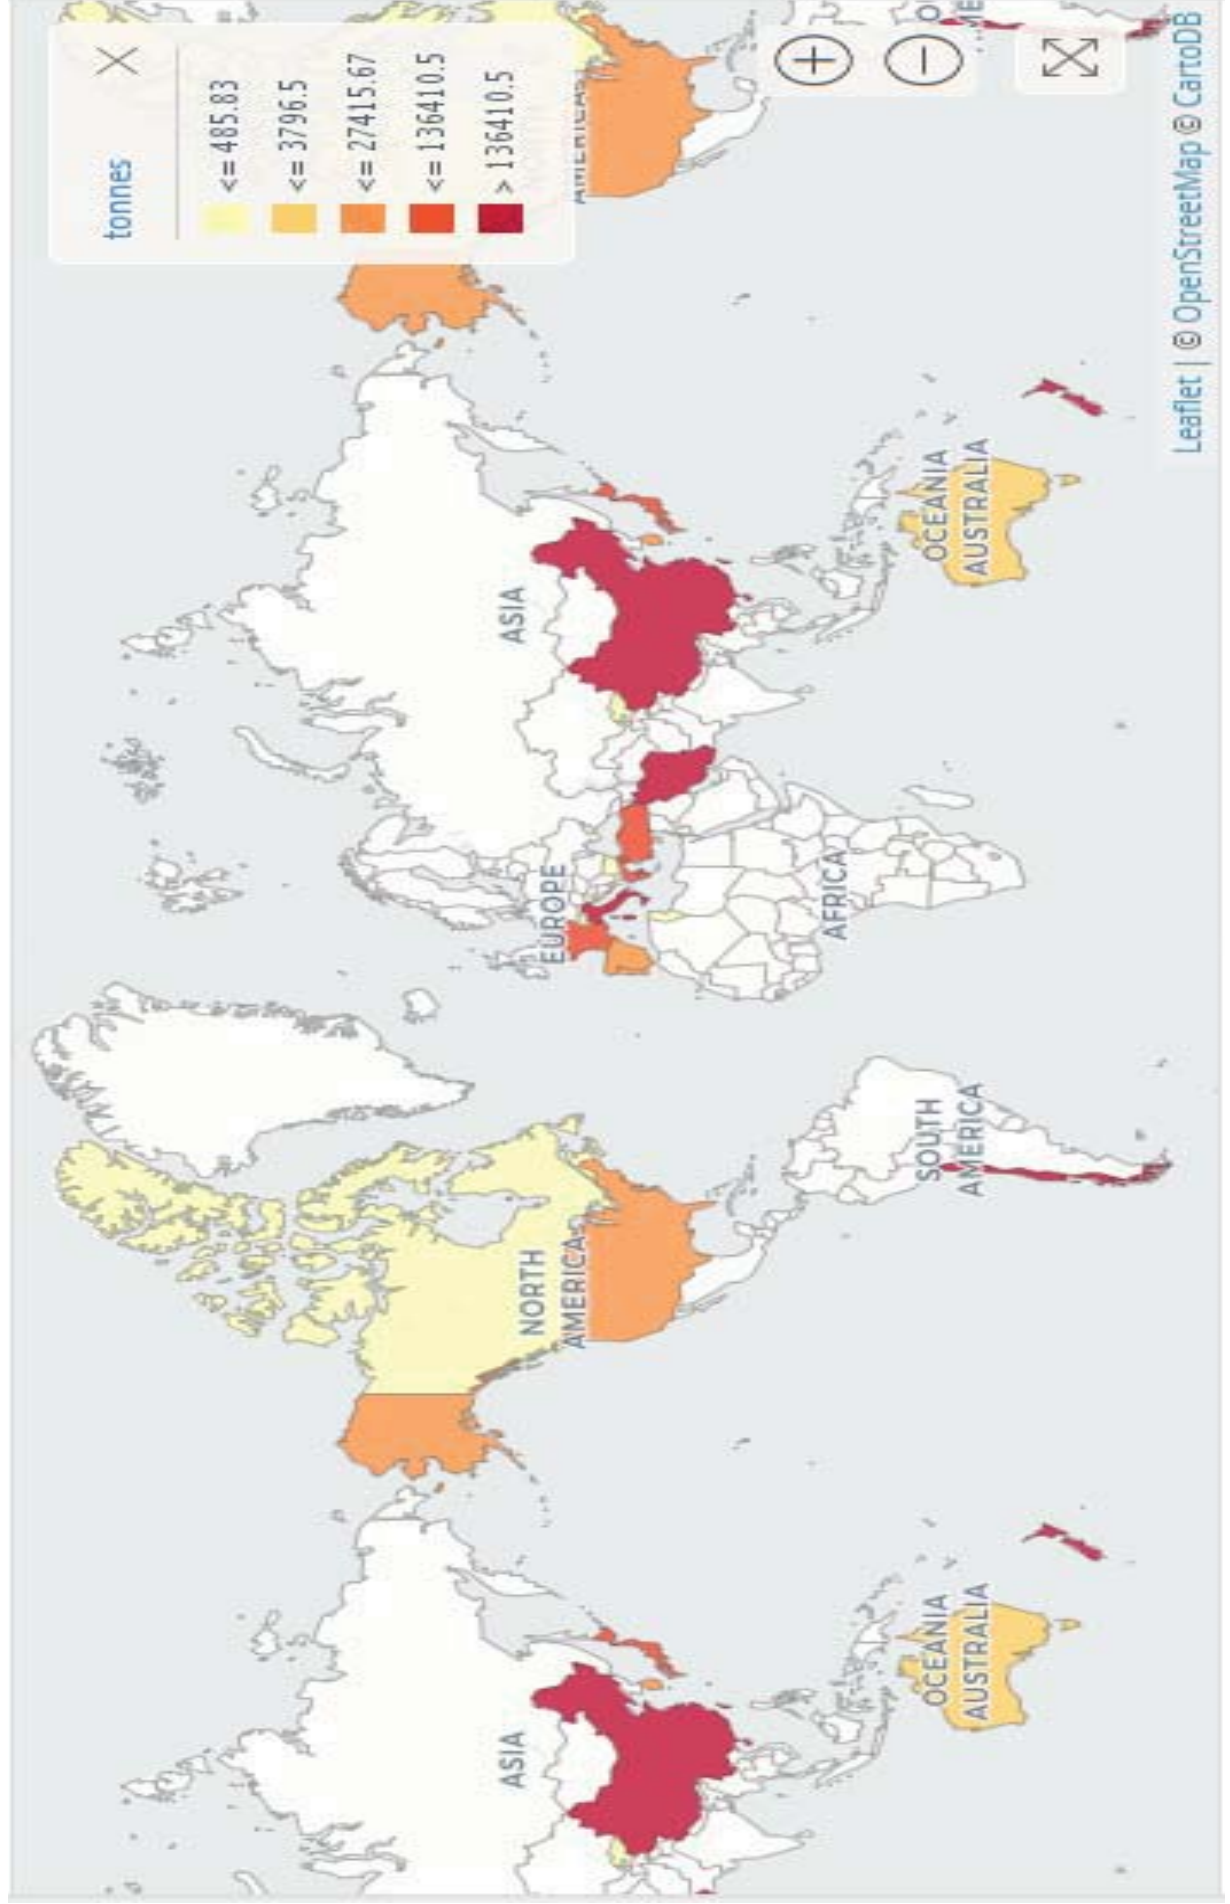 tonnes
<= 485.83
<= 3796.5
<= 27415.67
<= 136410.5
> 136410.5
ASIA
NORTH
AMERICA
EUROPE
ASIA
AMERICAS
OCEANIA
AUSTRALIA
SOUTH
AMERICA
AFRICA
OCEANIA
AUSTRALIA
Leaflet | © OpenStreetMap © CartoDB